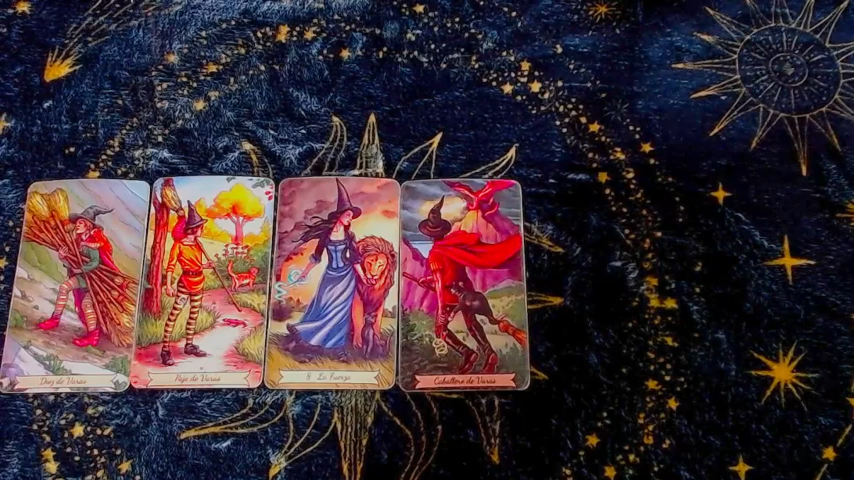 Diez de Varas
Paje de Varas
8 La Fuerza
Caballero de Varas